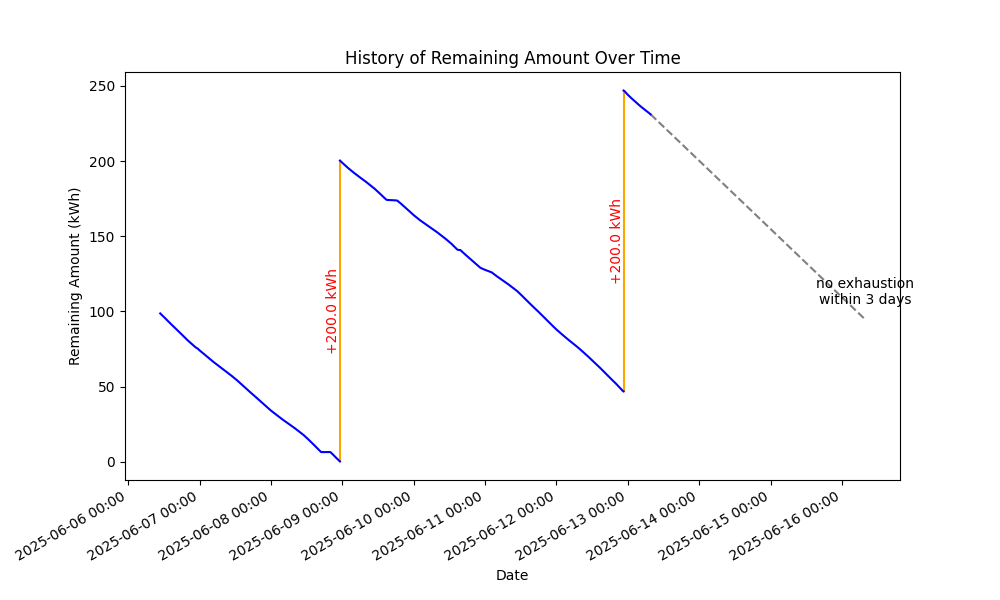 History of Remaining Amount Over Time
Remaining Amount (kWh)
250
200
150
100
50
0
+200.0 kWh
+200.0 kWh
no exhaustion
within 3 days
2025-06-06 00:00
2025-06-07 00:00
2025-06-08 00:00
2025-06-09 00:00
2025-06-10 00:00
2025-06-11 00:00
2025-06-12 00:00
2025-06-13 00:00
2025-06-14 00:00
2025-06-15 00:00
2025-06-16 00:00
Date